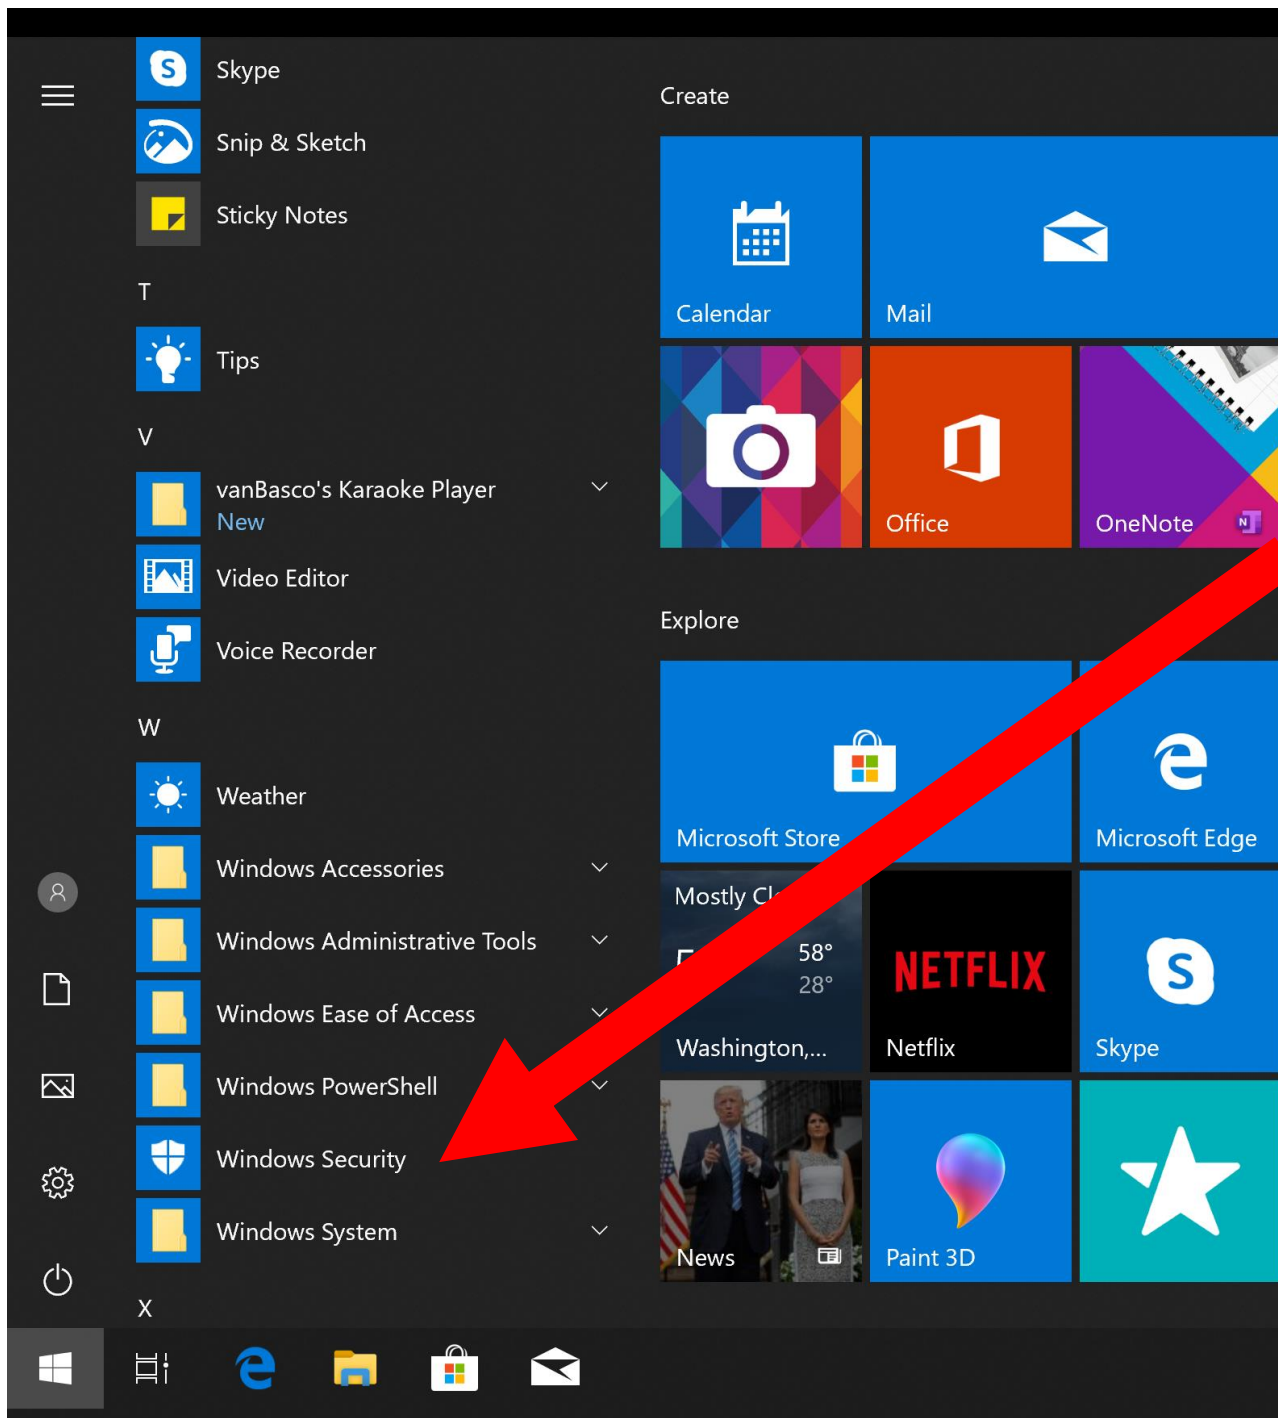 Skype
Snip & Sketch
Sticky Notes
T
Tips
V
vanBasco's Karaoke Player
New
Video Editor
Voice Recorder
W
Weather
Windows Accessories
Windows Administrative Tools
Windows Ease of Access
Windows PowerShell
Windows Security
Windows System
X
Create
Calendar
Mail
Office
OneNote
N
Explore
Microsoft Store
Microsoft Edge
Mostly
58°
28°
Washington,...
NETFLIX
Netflix
Skype
News
Paint 3D